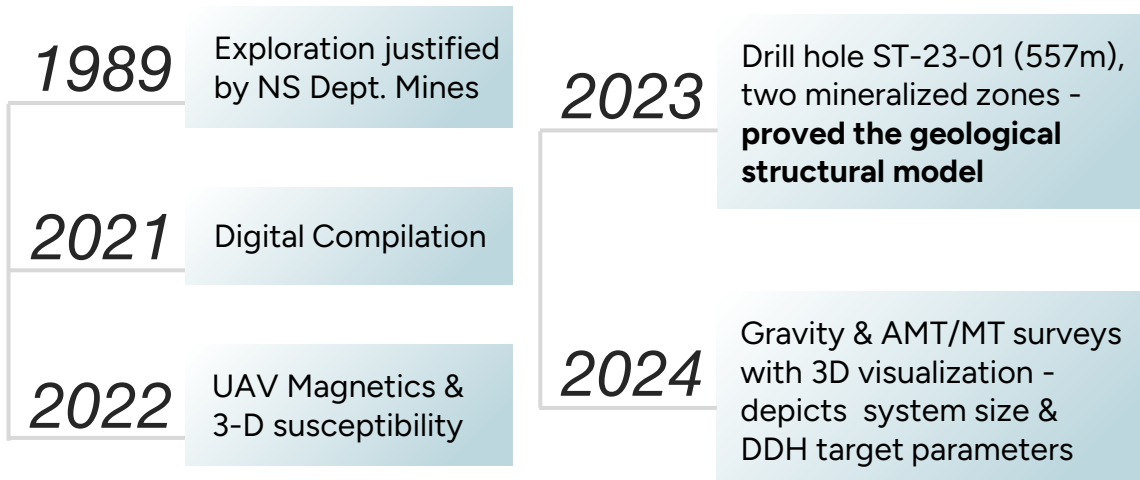 1989
Exploration justified
by NS Dept. Mines
2021
Digital Compilation
2022
UAV Magnetics &
3-D susceptibility
2023
Drill hole ST-23-01 (557m),
two mineralized zones -
proved the geological
structural model
2024
Gravity & AMT/MT surveys
with 3D visualization -
depicts  system size &
DDH target parameters